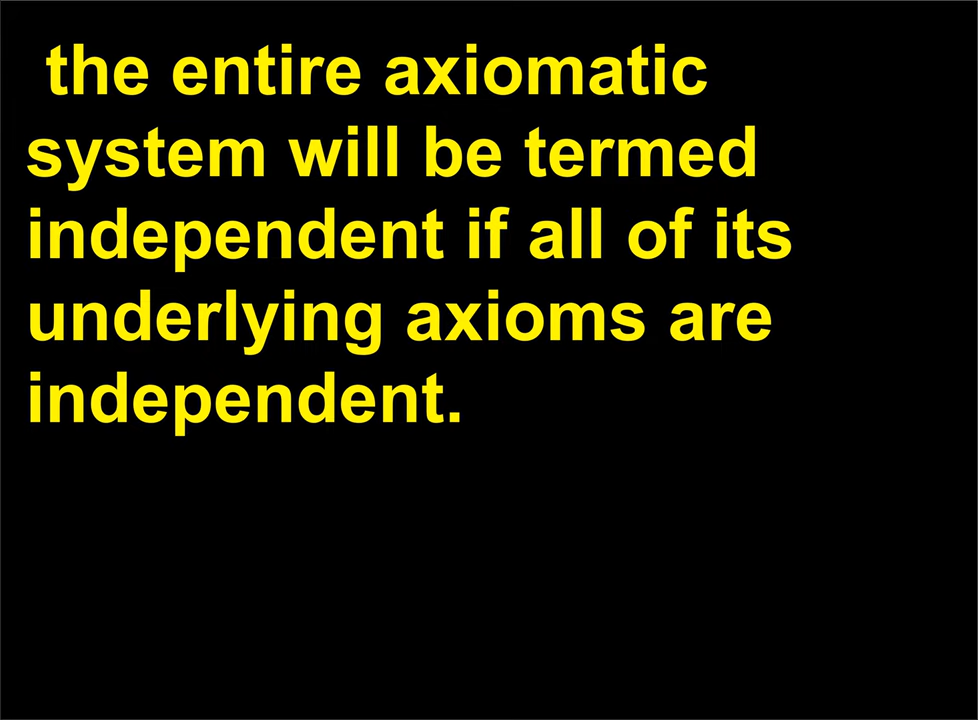 the entire axiomatic
system will be termed
independent if all of its
underlying axioms are
independent.